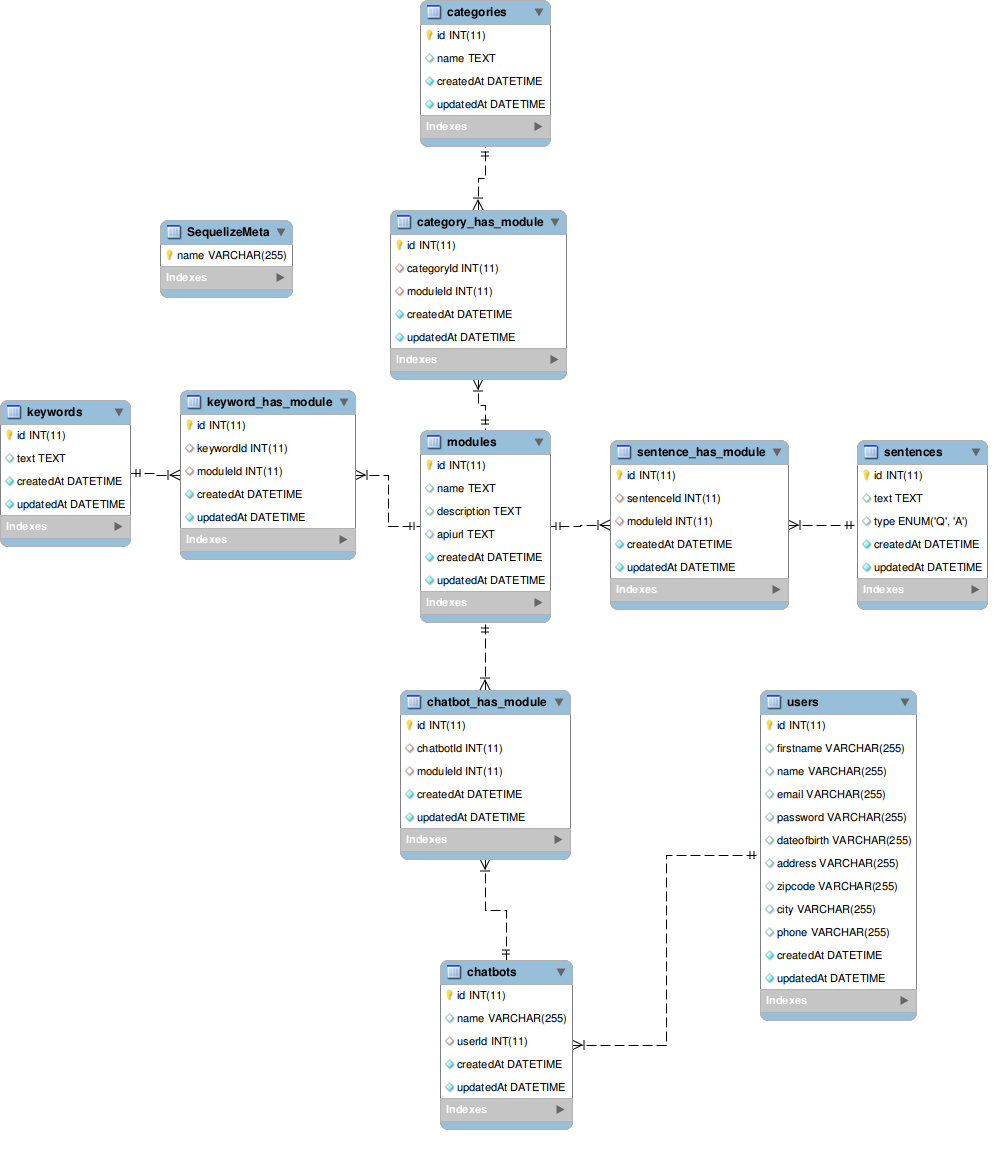 categories
id INT(11)
name TEXT
createdAt DATETIME
updatedAt DATETIME
Indexes
SequelizeMeta
name VARCHAR(255)
Indexes
category_has_module
id INT(11)
categoryId INT(11)
moduleId INT(11)
createdAt DATETIME
updatedAt DATETIME
Indexes
keywords
id INT(11)
text TEXT
createdAt DATETIME
updatedAt DATETIME
Indexes
keyword_has_module
id INT(11)
keywordId INT(11)
moduleId INT(11)
createdAt DATETIME
updatedAt DATETIME
Indexes
modules
id INT(11)
name TEXT
description TEXT
apiurl TEXT
createdAt DATETIME
updatedAt DATETIME
Indexes
sentence_has_module
id INT(11)
sentenceId INT(11)
moduleId INT(11)
createdAt DATETIME
updatedAt DATETIME
Indexes
sentences
id INT(11)
text TEXT
type ENUM('Q', 'A')
createdAt DATETIME
updatedAt DATETIME
Indexes
chatbot_has_module
id INT(11)
chatbotId INT(11)
moduleId INT(11)
createdAt DATETIME
updatedAt DATETIME
Indexes
users
id INT(11)
firstname VARCHAR(255)
name VARCHAR(255)
email VARCHAR(255)
password VARCHAR(255)
dateofbirth VARCHAR(255)
address VARCHAR(255)
zipcode VARCHAR(255)
city VARCHAR(255)
phone VARCHAR(255)
createdAt DATETIME
updatedAt DATETIME
Indexes
chatbots
id INT(11)
name VARCHAR(255)
userId INT(11)
createdAt DATETIME
updatedAt DATETIME
Indexes